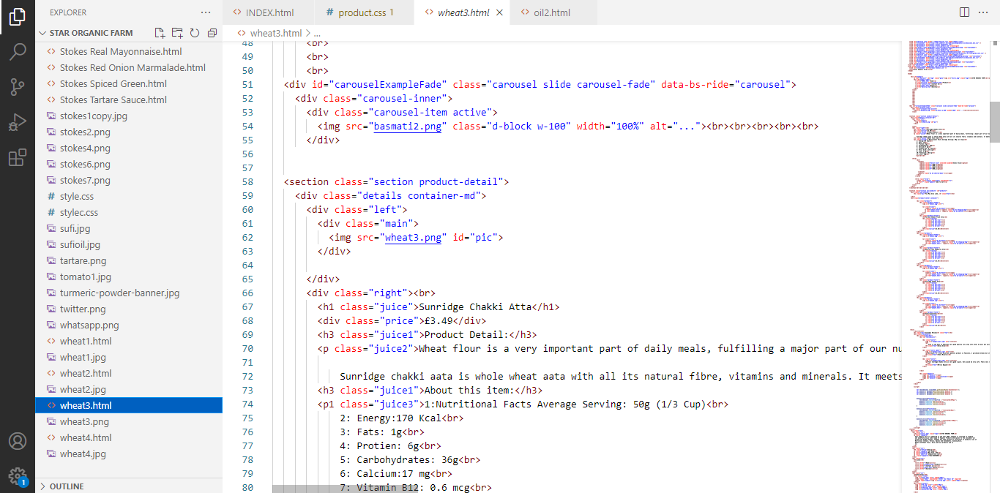 EXPLORER
STAR ORGANIC FARM
Stokes Real Mayonnaise.html
Stokes Red Onion Marmalade.html
Stokes Spiced Green.html
Stokes Tartare Sauce.html
stokes1copy.jpg
stokes2.png
stokes4.png
stokes6.png
stokes7.png
# style.css
# stylec.css
sufi.jpg
sufioil.jpg
tartare.png
tomato1.jpg
turmeric-powder-banner.jpg
twitter.png
whatsapp.png
wheat1.html
wheat1.jpg
wheat2.html
wheat2.jpg
wheat3.html
wheat3.png
wheat4.html
wheat4.jpg
OUTLINE
1
INDEX.html # product.css 1 wheat3.html oil2.html
wheat3.html > ...
48 <br>
49 <br>
50 <br>
51 <div id="carouselExampleFade" class="carousel slide carousel-fade" data-bs-ride="carousel">
52 <div class="carousel-inner">
53 <div class="carousel-item active">
54 <img src="basmati2.png" class="d-block w-100" width="100%" alt="..."><br><br><br><br><br>
55 </div>
56
57
58 <section class="section product-detail">
59 <div class="details container-md">
60 <div class="left">
61 <div class="main">
62 <img src="wheat3.png" id="pic">
63 </div>
64
65 </div>
66 <div class="right"><br>
67 <h1 class="juice">Sunridge Chakki Atta</h1>
68 <div class="price">£3.49</div>
69 <h3 class="juice1">Product Detail:</h3>
70 <p class="juice2">Wheat flour is a very important part of daily meals, fulfilling a major part of our nu
71
72 Sunridge chakki aata is whole wheat aata with all its natural fibre, vitamins and minerals. It meets
73 <h3 class="juice1">About this item:</h3>
74 <p1 class="juice3">1:Nutritional Facts Average Serving: 50g (1/3 Cup)<br>
75 2: Energy:170 Kcal<br>
76 3: Fats: 1g<br>
77 4: Protien: 6g<br>
78 5: Carbohydrates: 36g<br>
79 6: Calcium:17 mg<br>
80 7: Vitamin B12: 0.6 mcg<br>